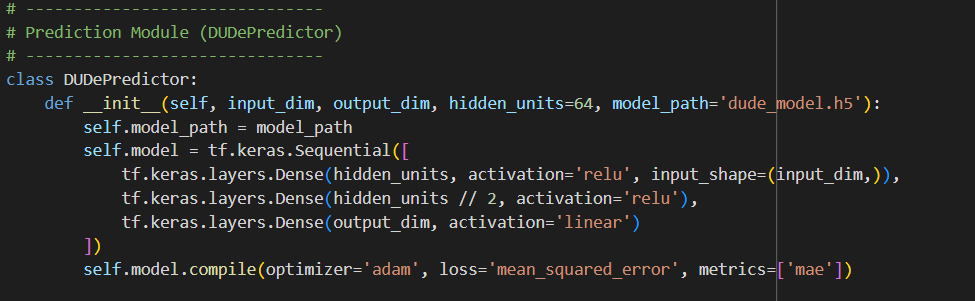 # -------------------------------
# Prediction Module (DUDePredictor)
# -------------------------------
class DUDePredictor:
    def __init__(self, input_dim, output_dim, hidden_units=64, model_path='dude_model.h5'):
        self.model_path = model_path
        self.model = tf.keras.Sequential([
            tf.keras.layers.Dense(hidden_units, activation='relu', input_shape=(input_dim,)),
            tf.keras.layers.Dense(hidden_units // 2, activation='relu'),
            tf.keras.layers.Dense(output_dim, activation='linear')
        ])
        self.model.compile(optimizer='adam', loss='mean_squared_error', metrics=['mae'])